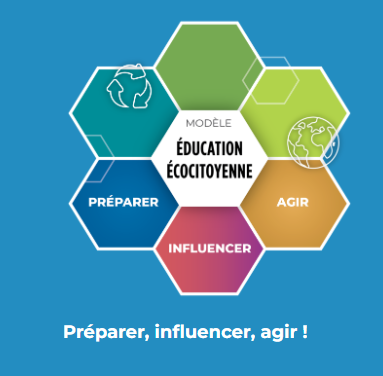 MODÈLE
ÉDUCATION
ÉCOCITOYENNE
PRÉPARER
AGIR
INFLUENCER
Préparer, influencer, agir !